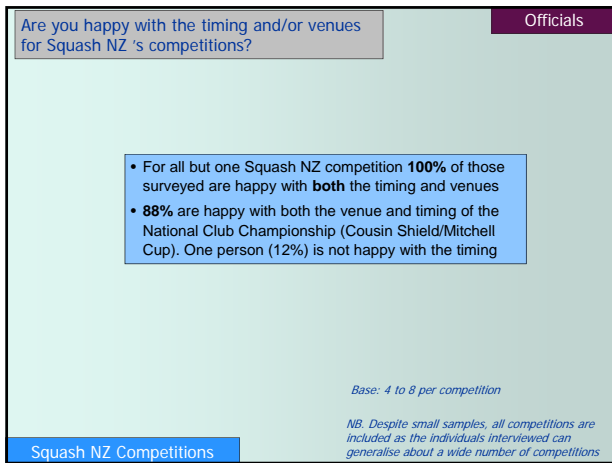 Are you happy with the timing and/or venues
for Squash NZ 's competitions?
Officials
• For all but one Squash NZ competition 100% of those
surveyed are happy with both the timing and venues
• 88% are happy with both the venue and timing of the
National Club Championship (Cousin Shield/Mitchell
Cup). One person (12%) is not happy with the timing
Base: 4 to 8 per competition
NB. Despite small samples, all competitions are
included as the individuals interviewed can
generalise about a wide number of competitions
Squash NZ Competitions